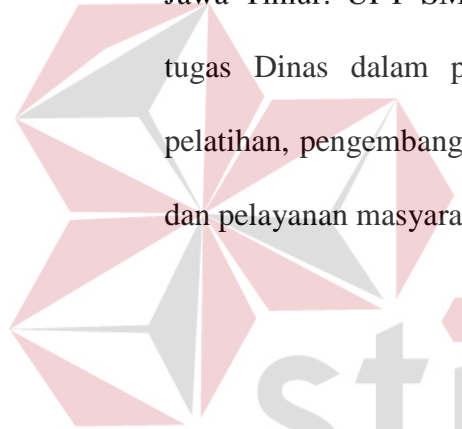 Jawa Timur. UPT SM
tugas Dinas dalam p
pelatihan, pengembang
dan pelayanan masyara
sti